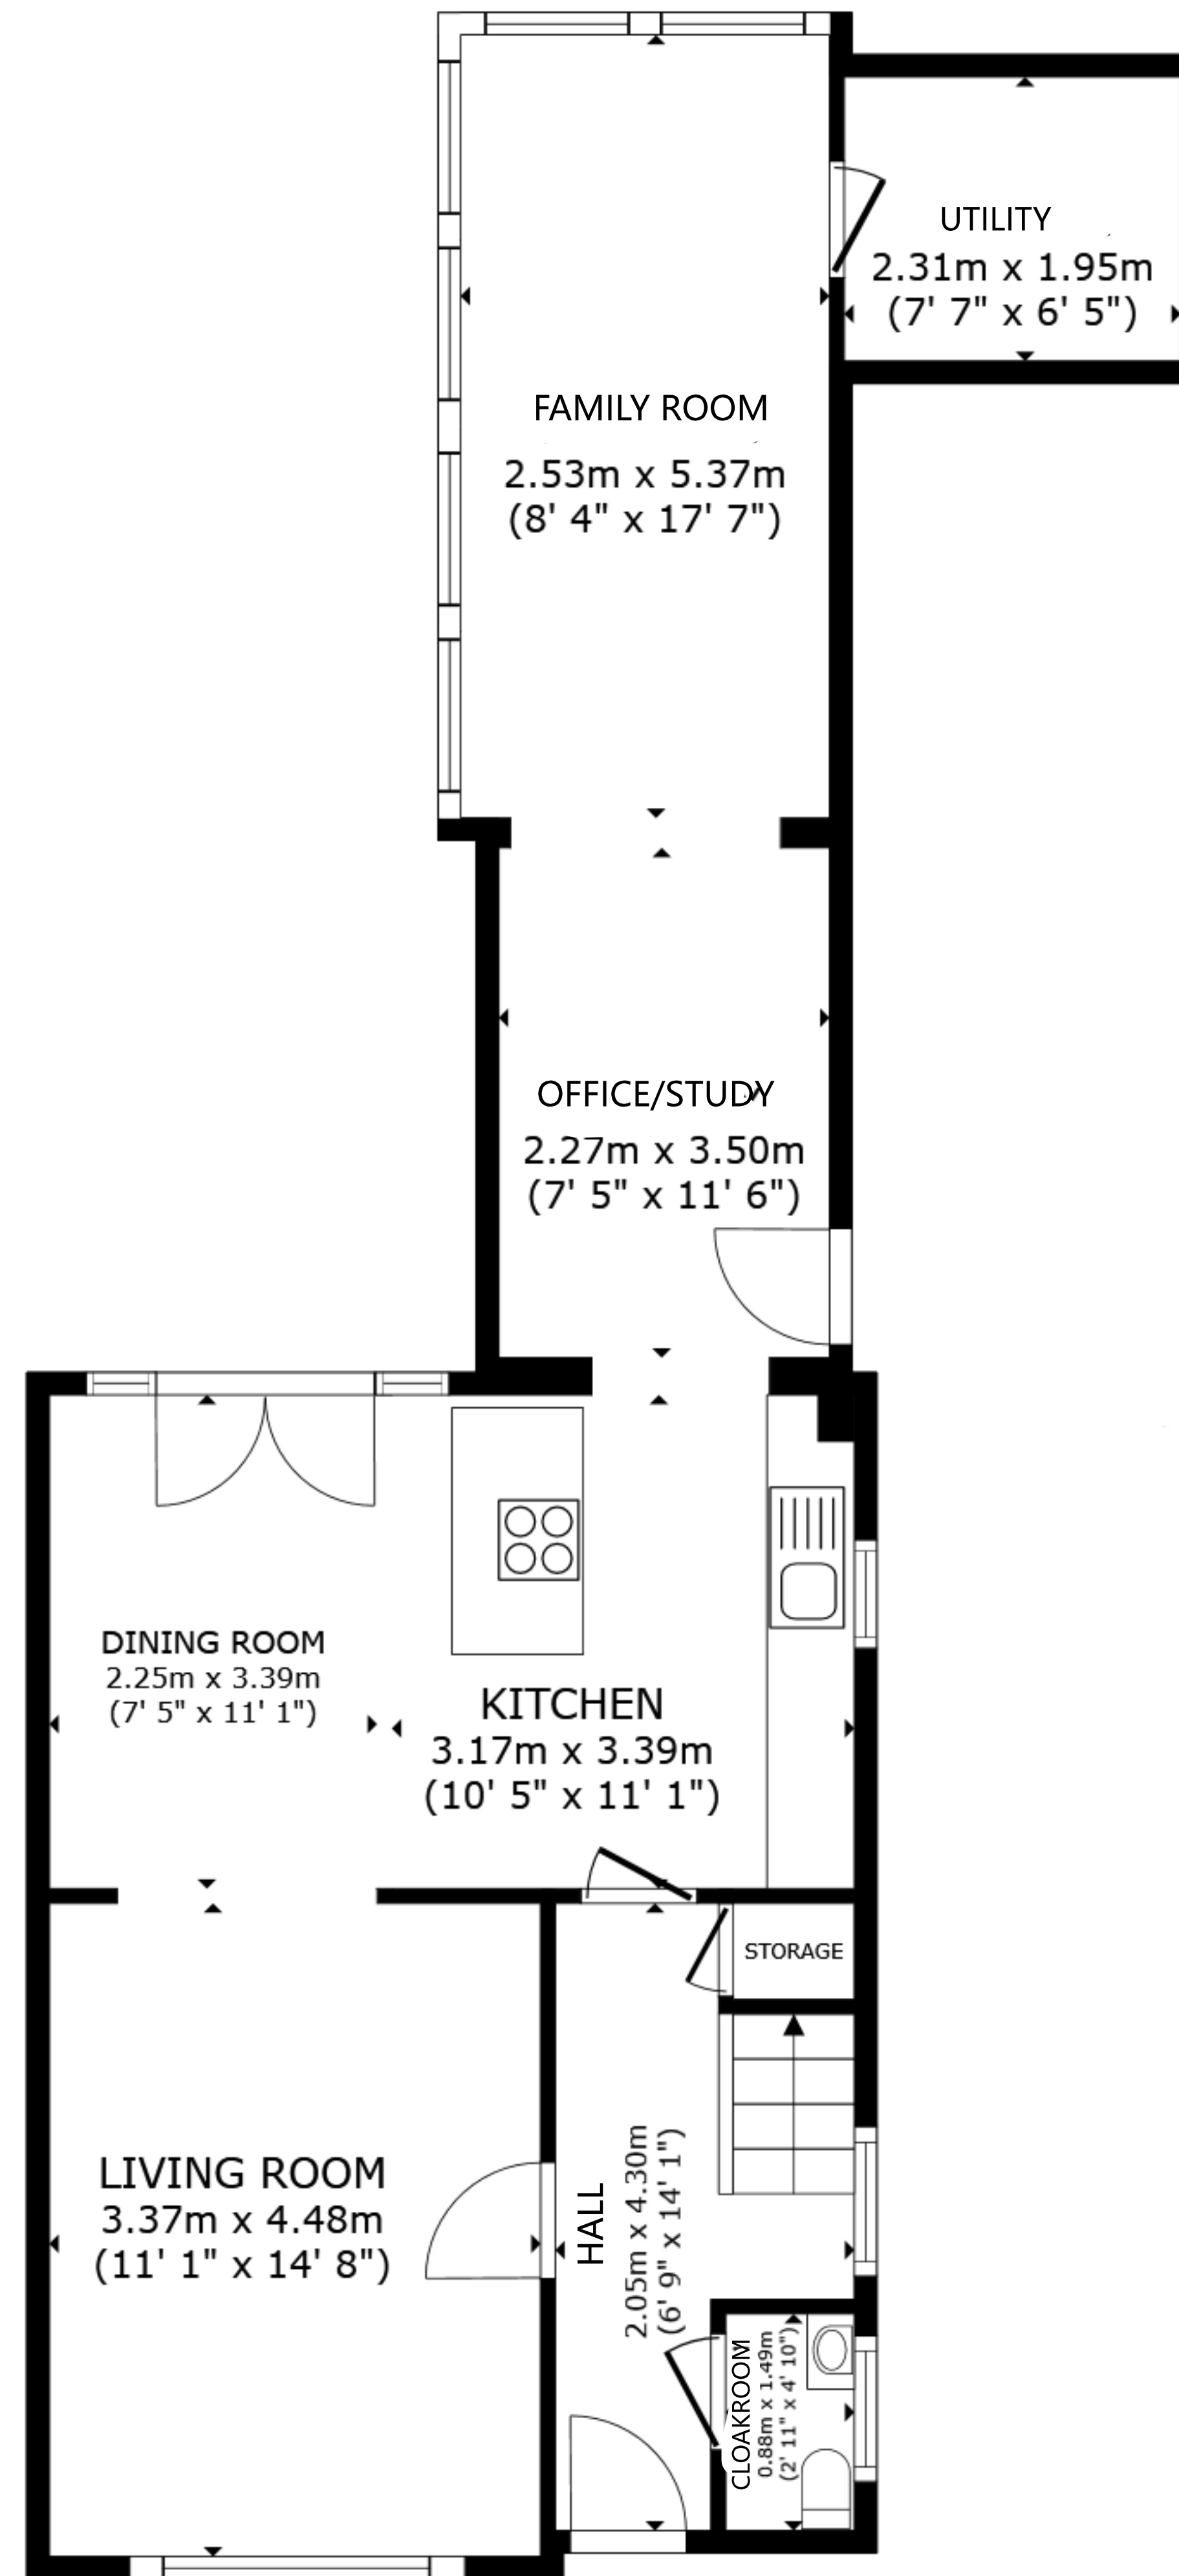 UTILITY
2.31m x 1.95m
(7' 7" x 6' 5")
FAMILY ROOM
2.53m x 5.37m
(8' 4" x 17' 7")
OFFICE/STUDY
2.27m x 3.50m
(7' 5" x 11' 6")
DINING ROOM
2.25m x 3.39m
(7' 5" x 11' 1")
KITCHEN
3.17m x 3.39m
(10' 5" x 11' 1")
STORAGE
LIVING ROOM
3.37m x 4.48m
(11' 1" x 14' 8")
HALL
2.05m x 4.30m
(6' 9" x 14' 1")
CLOAKROOM
0.88m x 1.49m
(2' 11" x 4' 10")